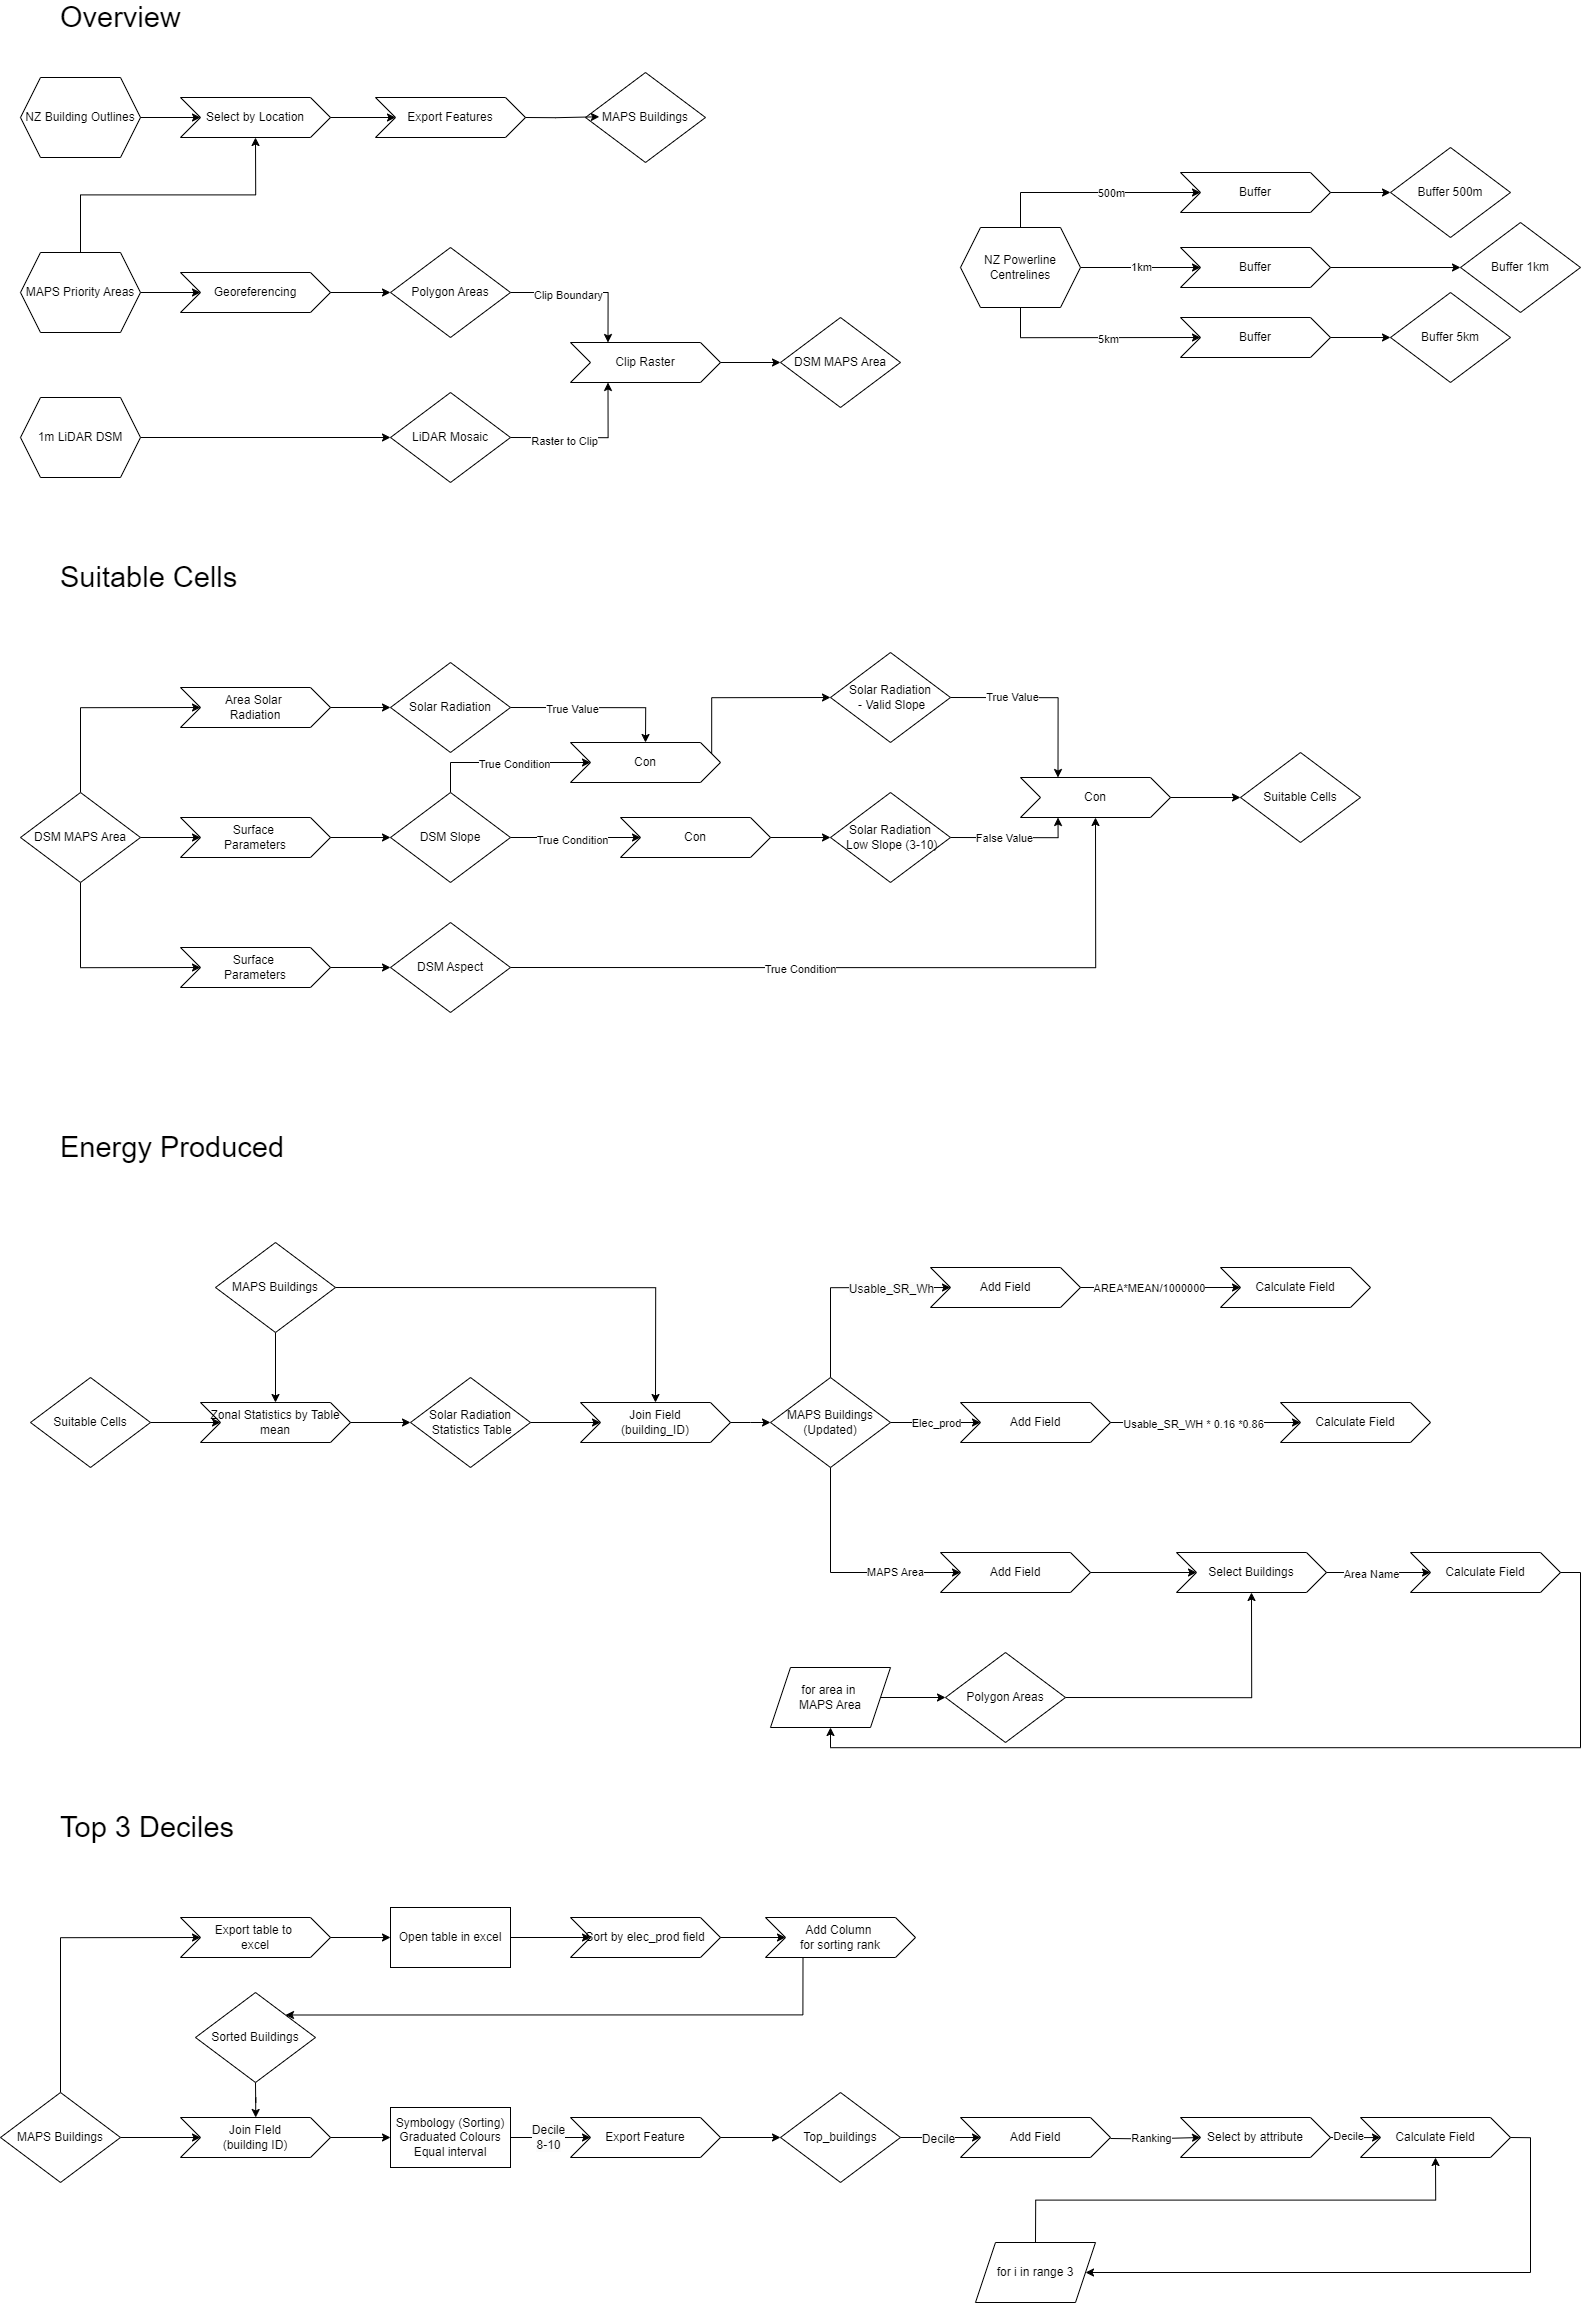 Overview
NZ Building Outlines
Select by Location
Export Features
MAPS Buildings
MAPS Priority Areas
Georeferencing
Polygon Areas
Clip Boundary
Clip Raster
DSM MAPS Area
1m LiDAR DSM
LiDAR Mosaic
Raster to Clip
NZ Powerline
Centrelines
500m
Buffer
Buffer 500m
1km
Buffer
Buffer 1km
5km
Buffer
Buffer 5km
Suitable Cells
Area Solar
Radiation
Solar Radiation
True Value
Con
Solar Radiation
- Valid Slope
True Value
True Condition
DSM MAPS Area
Surface
Parameters
DSM Slope
True Condition
Con
Solar Radiation
Low Slope (3-10)
False Value
Con
Suitable Cells
Surface
Parameters
DSM Aspect
True Condition
Energy Produced
MAPS Buildings
Suitable Cells
Zonal Statistics by Table
mean
Solar Radiation
Statistics Table
Join Field
(building_ID)
MAPS Buildings
(Updated)
Usable_SR_Wh
Add Field
AREA*MEAN/1000000
Calculate Field
Elec_prod
Add Field
Usable_SR_WH * 0.16 *0.86
Calculate Field
MAPS Area
Add Field
Select Buildings
Area Name
Calculate Field
for area in
MAPS Area
Polygon Areas
Top 3 Deciles
Export table to
excel
Open table in excel
Sort by elec_prod field
Add Column
for sorting rank
Sorted Buildings
MAPS Buildings
Join FIeld
(building ID)
Symbology (Sorting)
Graduated Colours
Equal interval
Decile
8-10
Export Feature
Top_buildings
Decile
Add Field
Ranking
Select by attribute
Decile
Calculate Field
for i in range 3